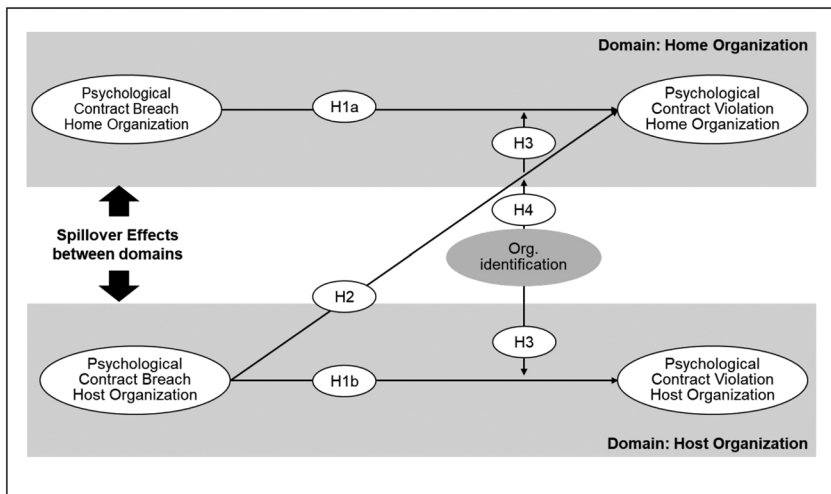 Domain: Home Organization
Psychological
Contract Breach
Home Organization
H1a
Psychological
Contract Violation
Home Organization
H3
H4
Spillover Effects
between domains
Org.
identification
H2
H3
Psychological
Contract Breach
Host Organization
H1b
Psychological
Contract Violation
Host Organization
Domain: Host Organization